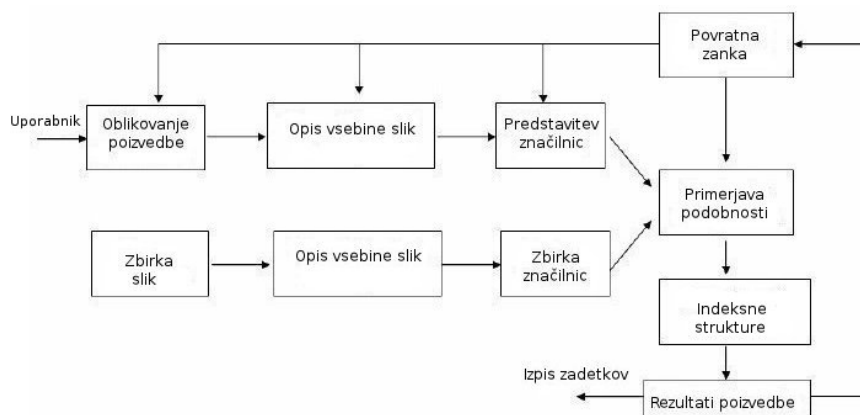 Povratna
zanka
Uporabnik
Oblikovanje
poizvedbe
Opis vsebine slik
Predstavitev
značilnic
Primerjava
podobnosti
Zbirka
slik
Opis vsebine slik
Zbirka
značilnic
Indeksne
strukture
Izpis zadetkov
Rezultati poizvedbe